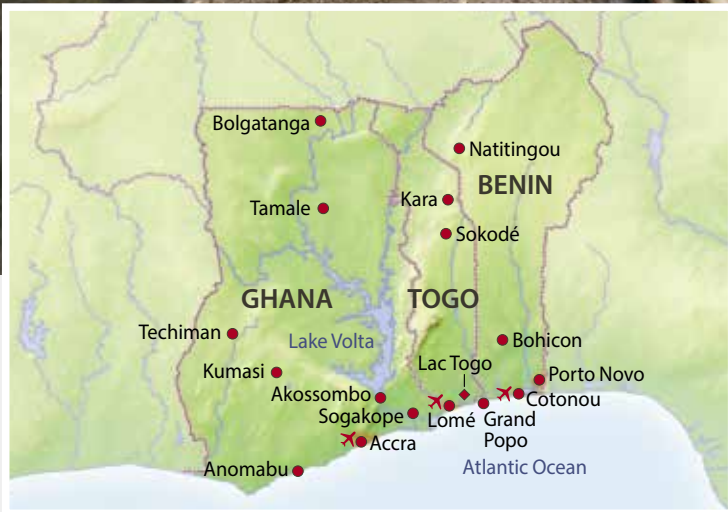 Bolgatanga
Natitingou
BENIN
Kara
Tamale
Sokodé
GHANA
TOGO
Techiman
Lake Volta
Bohicon
Lac Togo
Kumasi
Porto Novo
Akossombo
Cotonou
Sogakope
Lomé
Grand
Popo
Accra
Anomabu
Atlantic Ocean